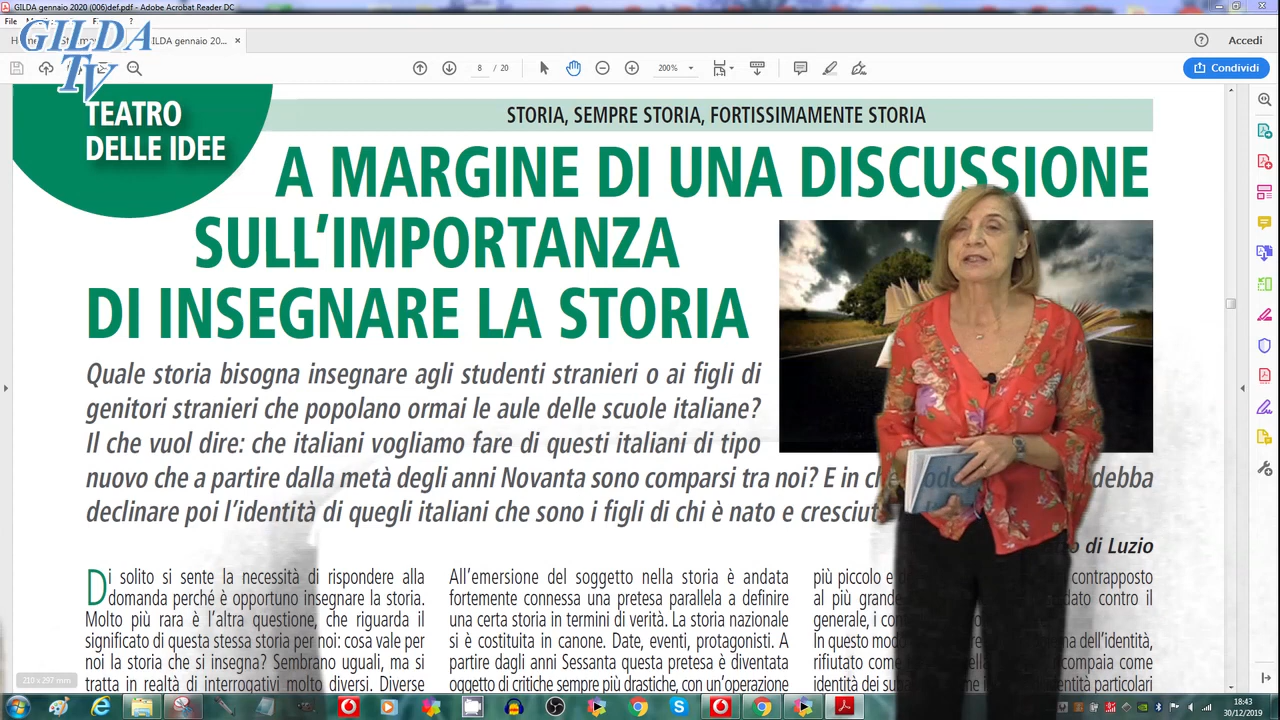 GILDA gennaio 2020 (006)def.pdf - Adobe Acrobat Reader DC
File
?
GILDA TV
GILDA gennaio 20...
Accedi
8 / 20
200%
Condividi
TEATRO
DELLE IDEE
STORIA, SEMPRE STORIA, FORTISSIMAMENTE STORIA
A MARGINE DI UNA DISCUSSIONE
SULL'IMPORTANZA
DI INSEGNARE LA STORIA
Quale storia bisogna insegnare agli studenti stranieri o ai figli di
genitori stranieri che popolano ormai le aule delle scuole italiane?
Il che vuol dire: che italiani vogliamo fare di questi italiani di tipo
nuovo che a partire dalla metà degli anni Novanta sono comparsi tra noi? E in debba
declinare poi l'identità di quegli italiani che sono i figli di chi è nato e
di Luzio
Di solito si sente la necessità di rispondere alla
domanda perché è opportuno insegnare la storia.
Molto più rara è l'altra questione, che riguarda il
significato di questa stessa storia per noi: cosa vale per
noi la storia che si insegna? Sembrano uguali, ma si
tratta in realtà di interrogativi molto diversi. Diverse
All'emersione del soggetto nella storia è andata
fortemente connessa una pretesa parallela a definire
una certa storia in termini di verità. La storia nazionale
si è costituita in canone. Date, eventi, protagonisti. A
partire dagli anni Sessanta questa pretesa è diventata
oggetto di critiche sempre più drastiche, con un'operazione
più piccolo e contrapposto
al più il
generale, i
In questo dell'identità,
rifiutato come compaia come
identità dei particolari
210 x 297 mm
18:43
30/12/2019